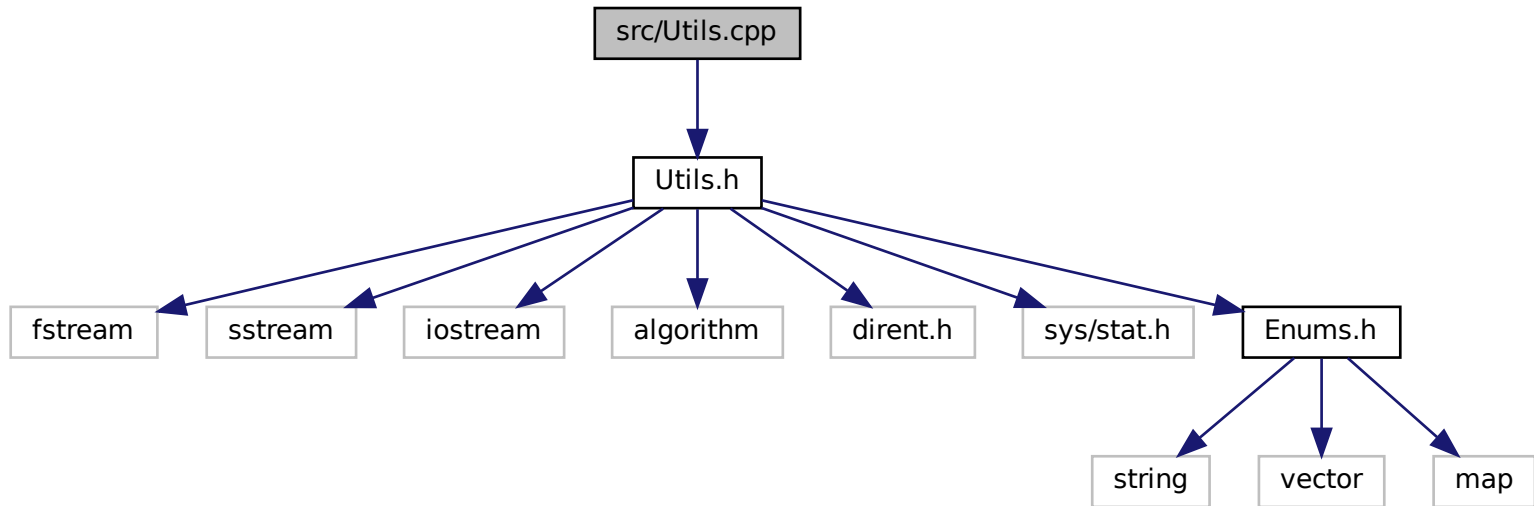 src/Utils.cpp
Utils.h
fstream
sstream
iostream
algorithm
dirent.h
sys/stat.h
Enums.h
string
vector
map